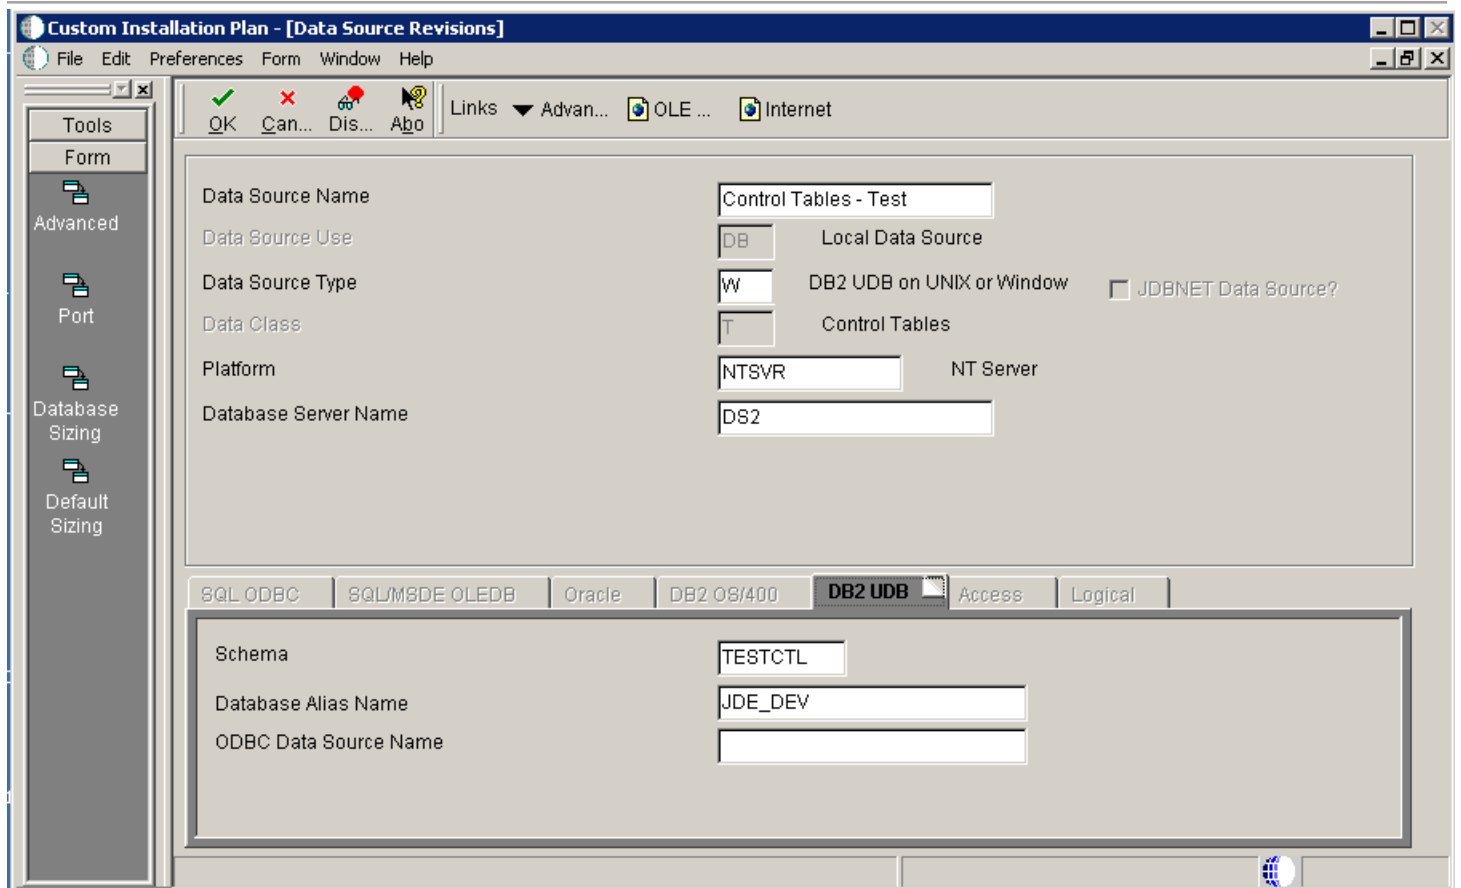 Custom Installation Plan - [Data Source Revisions]
File Edit Preferences Form Window Help
Tools
Form
Advanced
Port
Database
Sizing
Default
Sizing
OK Can... Dis... Abo Links Advan... OLE ... Internet
Data Source Name Control Tables - Test
Data Source Use DB Local Data Source
Data Source Type W DB2 UDB on UNIX or Window JDBNET Data Source?
Data Class T Control Tables
Platform NTSVR NT Server
Database Server Name DS2
SQL ODBC SQL/MSDE OLEDB Oracle DB2 OS/400 DB2 UDB Access Logical
Schema TESTCTL
Database Alias Name JDE_DEV
ODBC Data Source Name